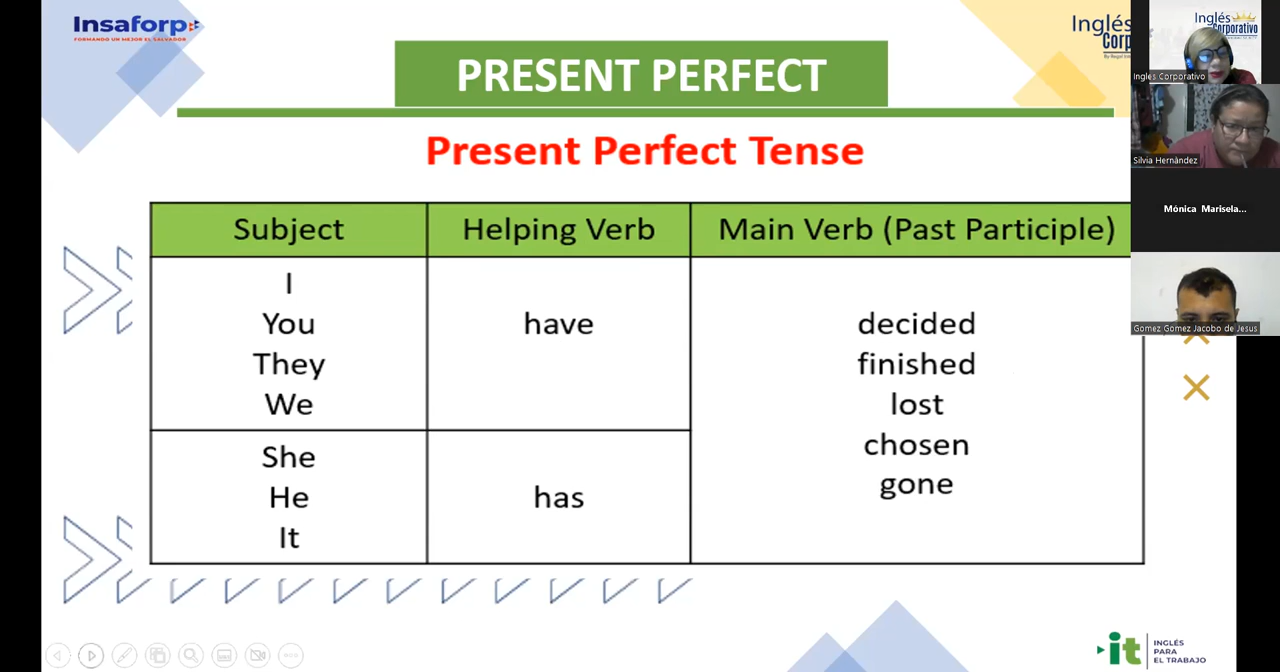 Insaforp
FORMANDO UN MEJOR EL SALVADOR
Inglés
Corp
PRESENT PERFECT
Present Perfect Tense
Subject
Helping Verb
Main Verb (Past Participle)
I
You
They
We
have
She
He
It
has
decided
finished
lost
chosen
gone
Inglés
Corporativo
Ingles Corporativo
Silvia Hernández
Mónica Marisela...
Gomez Gomez Jacobo de Jesus
it
INGLÉS
PARA
EL TRABAJO